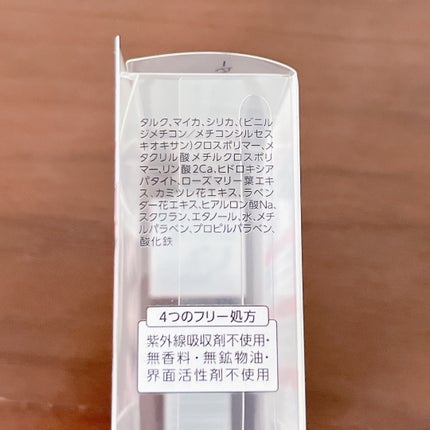 タルク、マイカ、シリカ、(ビニル
ジメチコン/メチコンシルセス
キオキサン)クロスポリマー、メ
タクリル酸メチルクロスポリ
マー、リン酸2Ca、ヒドロキシア
パタイト、ローズマリー葉エキ
ス、カミツレ花エキス、ラベン
ダー花エキス、ヒアルロン酸Na、
スクワラン、エタノール、水、メチ
ルパラベン、プロピルパラベン、
酸化鉄
4つのフリー処方
紫外線吸収剤不使用・
無香料・無鉱物油・
界面活性剤不使用